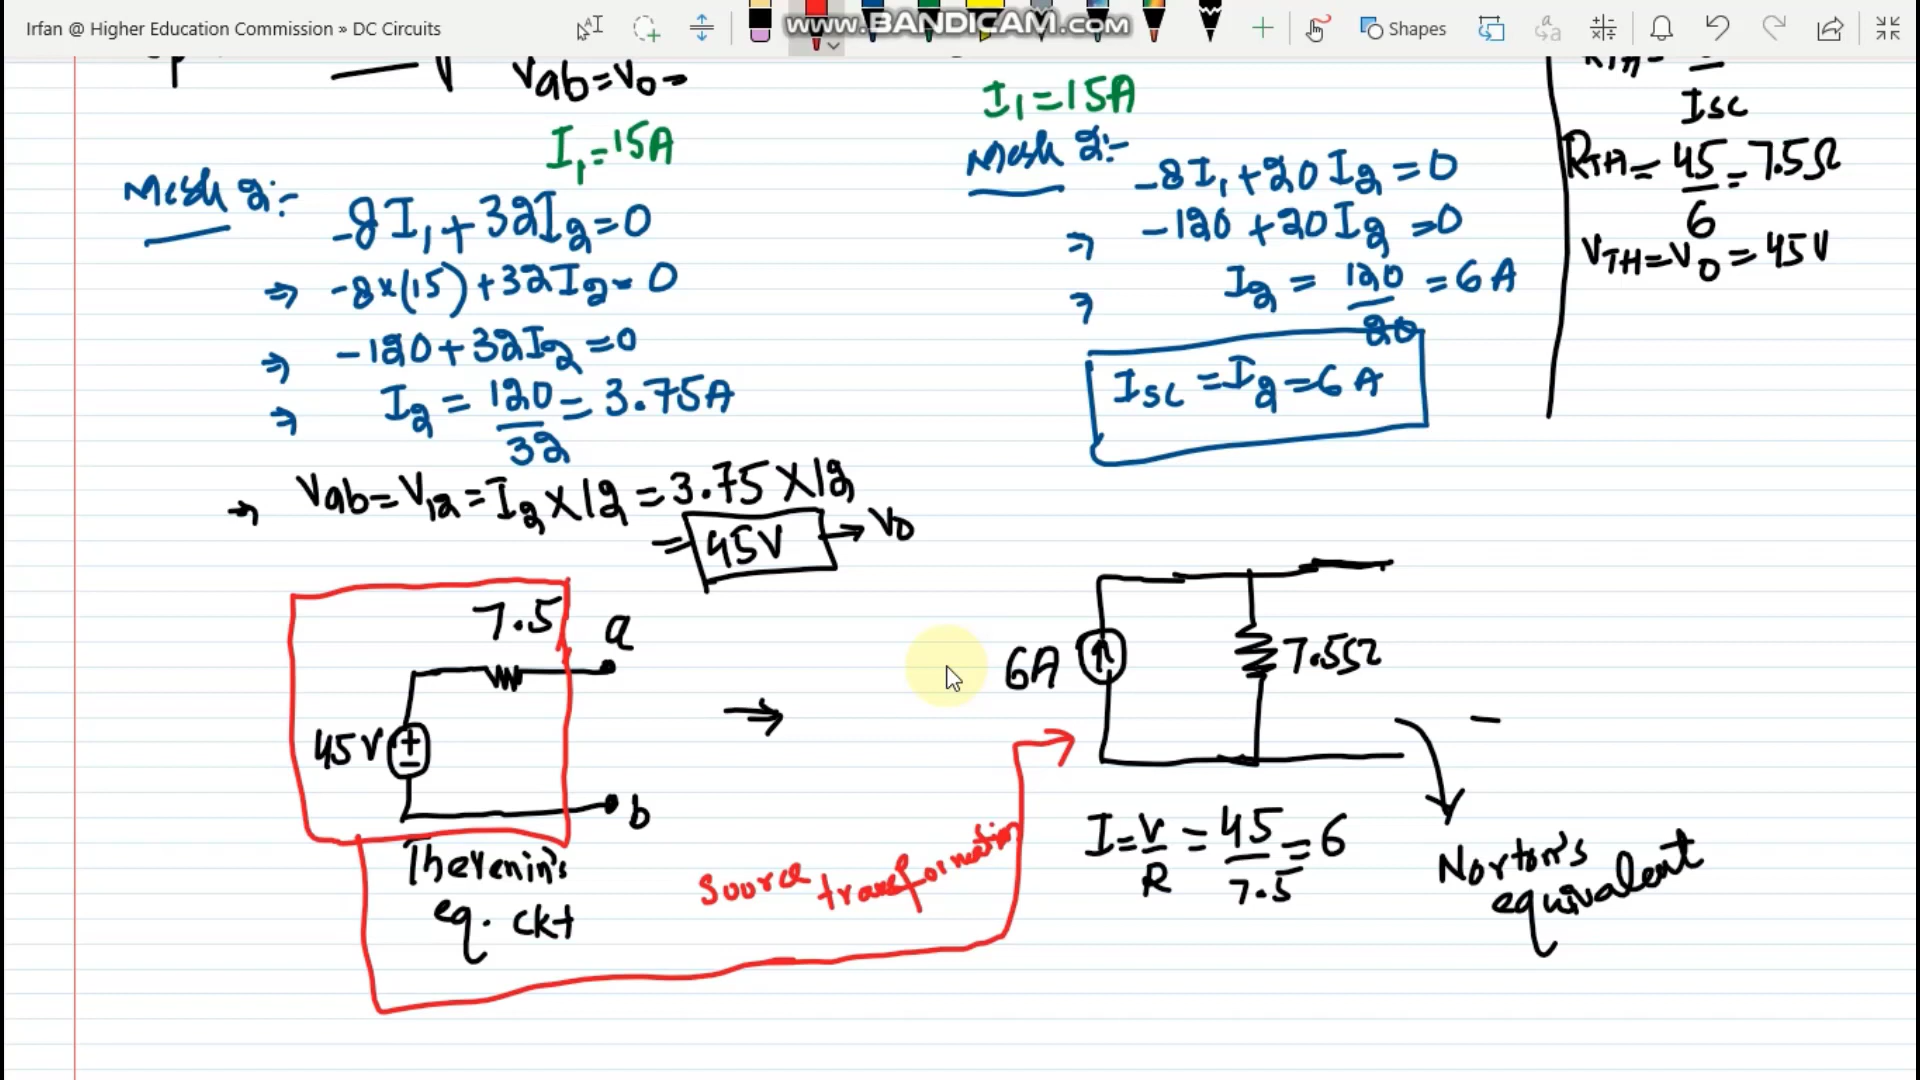 Irfan @ Higher Education Commission » DC Circuits
www.BANDICAM.com
Shapes
Vab=V0=
I1=15A
Mesh 2:-
-8I1+32I2=0
⇒ -8×(15)+32I2=0
⇒ -120+32I2=0
⇒ I2=120/32=3.75A
→ Vab=V12=I2×12=3.75×12
=45V→V0
I1=15A
Mesh 2:-
-8I1+20I2=0
⇒ -120+20I2=0
⇒ I2=120/20=6A
ISC=I2=6A
RTH=
ISC
RTH=45/6=7.5Ω
VTH=V0=45V
7.5
a
45V
b
Thevenin's
eq. ckt
→
Source transformation
6A
7.5Ω
I=V/R=45/7.5=6
Norton's
equivalent